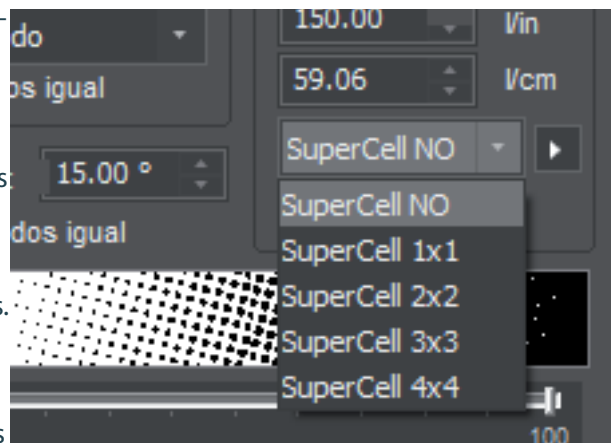 do
150.00 l/in
os igual
59.06 l/cm
SuperCell NO
s: 15.00 °
SuperCell NO
dos igual
SuperCell 1x1
SuperCell 2x2
s.
SuperCell 3x3
SuperCell 4x4
s
100